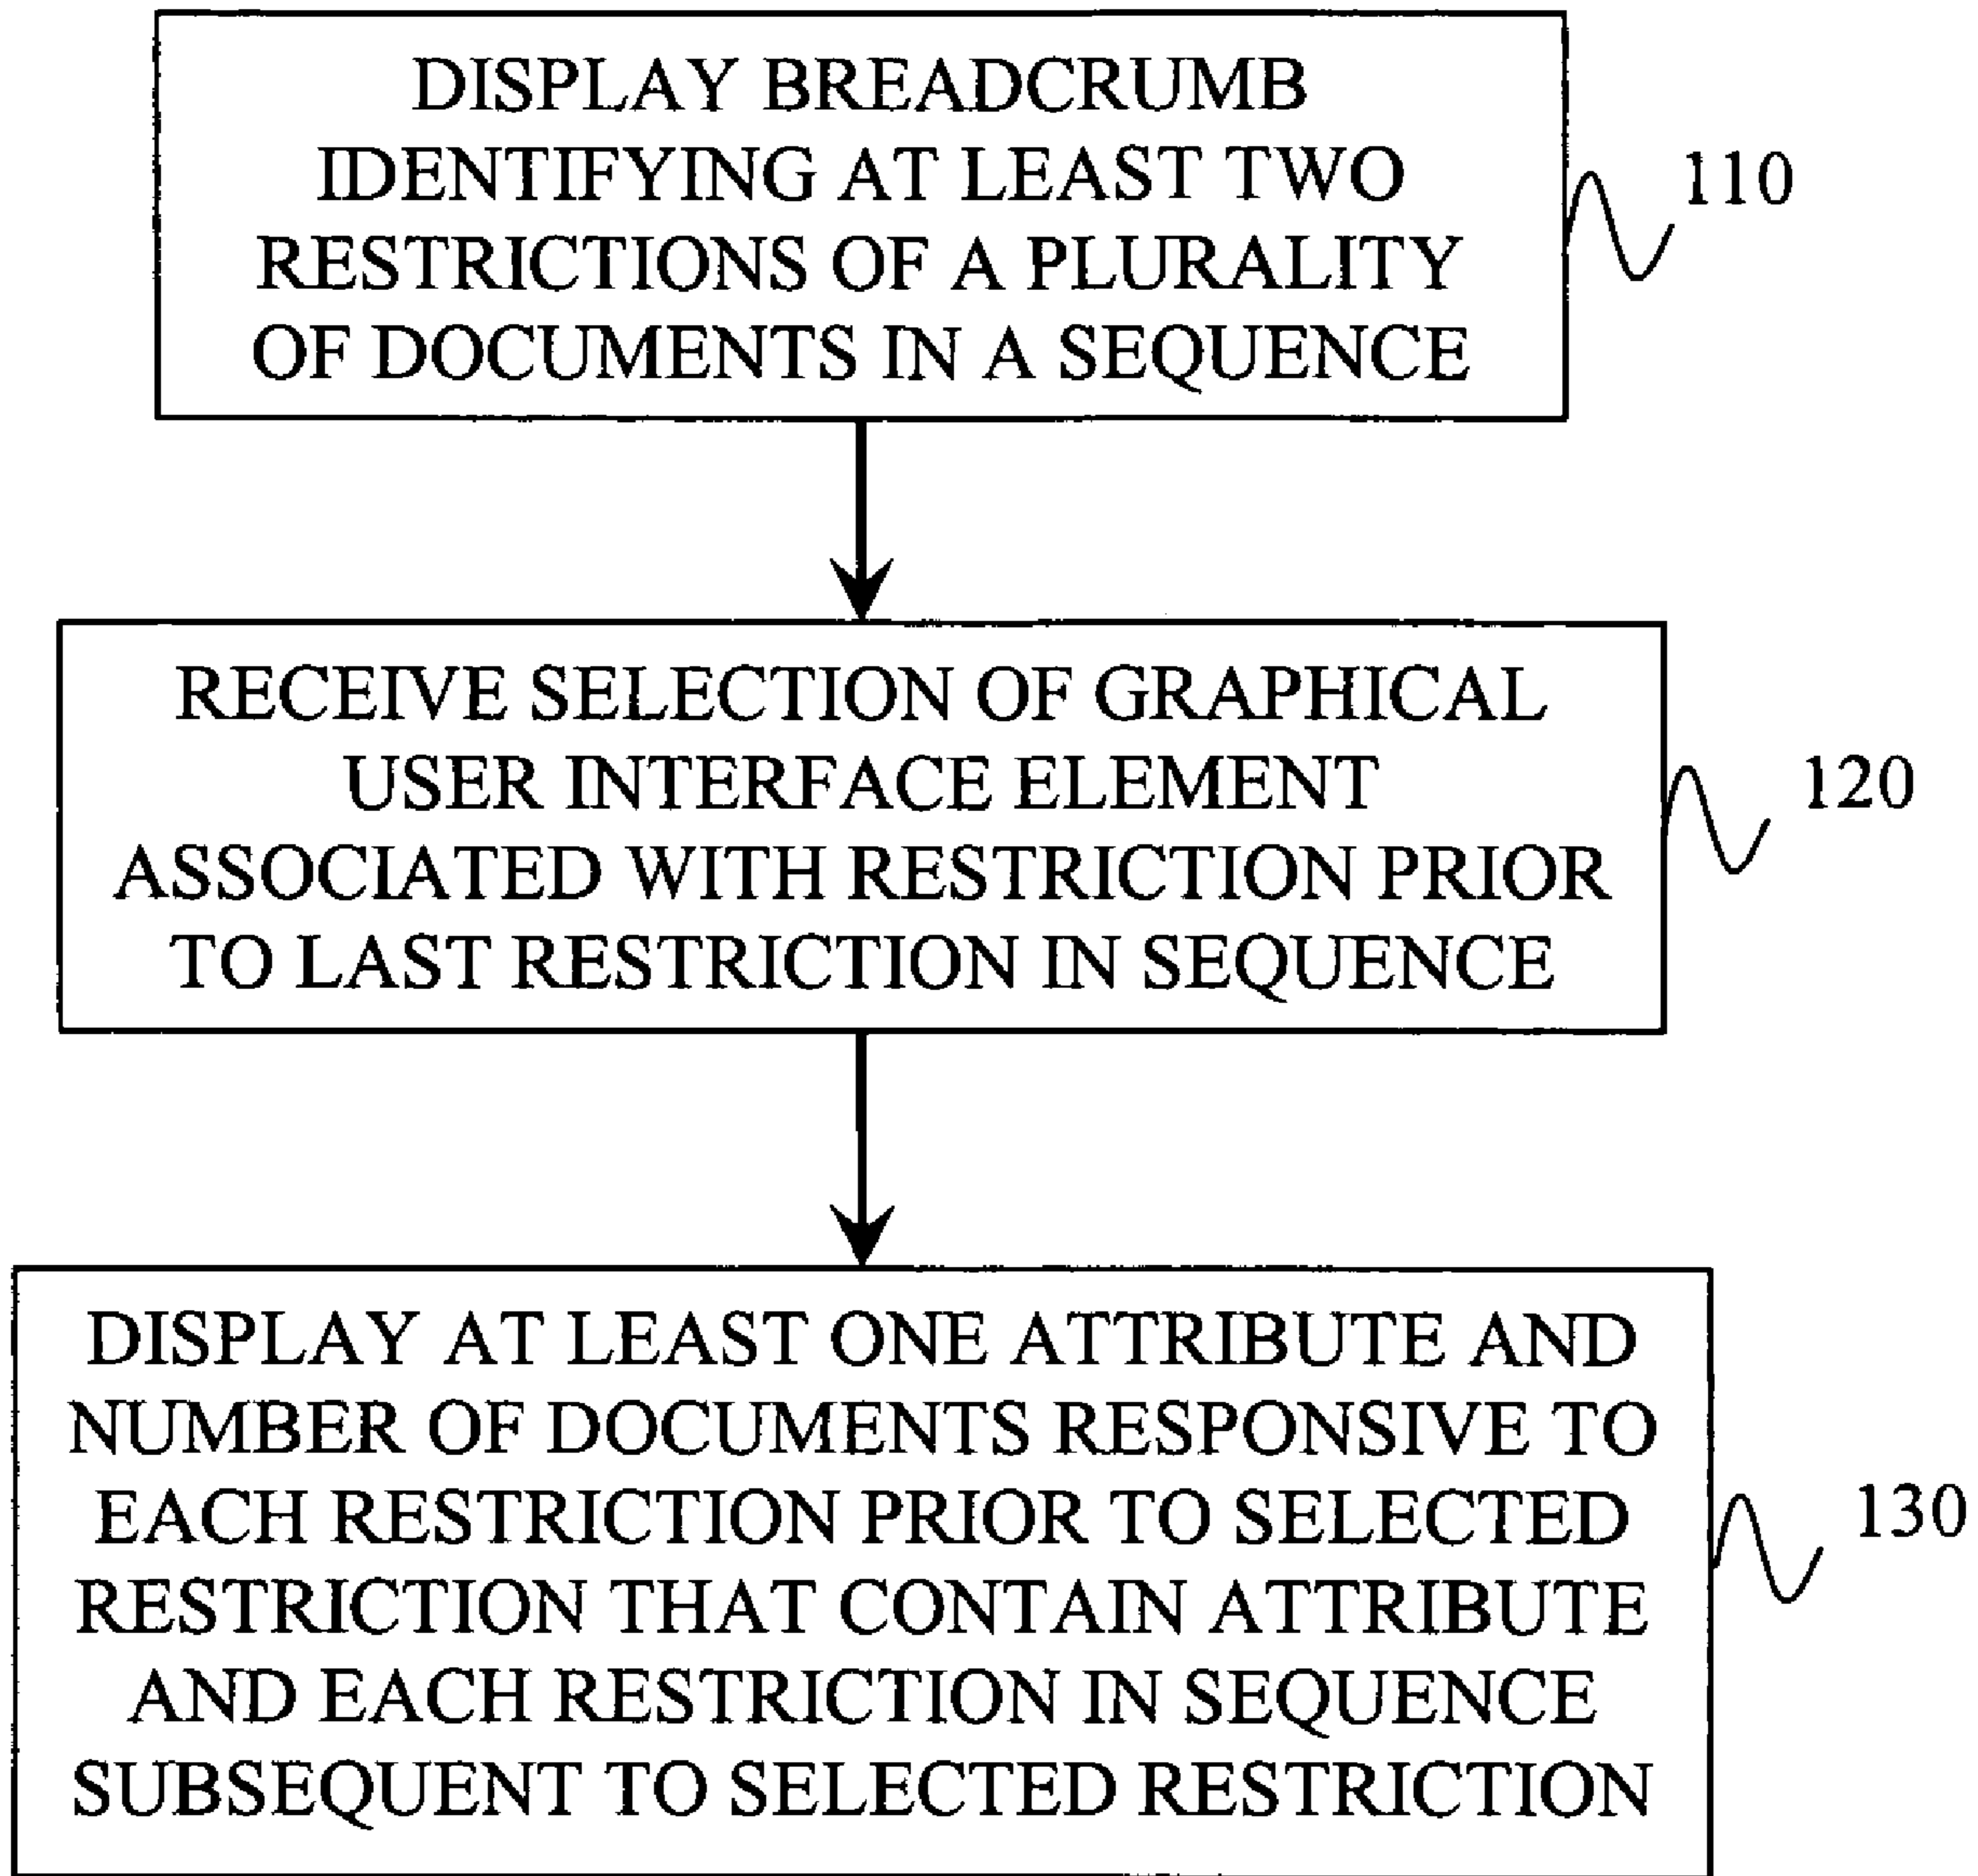 DISPLAY BREADCRUMB
IDENTIFYING AT LEAST TWO
RESTRICTIONS OF A PLURALITY
OF DOCUMENTS IN A SEQUENCE
110
RECEIVE SELECTION OF GRAPHICAL
USER INTERFACE ELEMENT
ASSOCIATED WITH RESTRICTION PRIOR
TO LAST RESTRICTION IN SEQUENCE
120
DISPLAY AT LEAST ONE ATTRIBUTE AND
NUMBER OF DOCUMENTS RESPONSIVE TO
EACH RESTRICTION PRIOR TO SELECTED
RESTRICTION THAT CONTAIN ATTRIBUTE
AND EACH RESTRICTION IN SEQUENCE
SUBSEQUENT TO SELECTED RESTRICTION
130